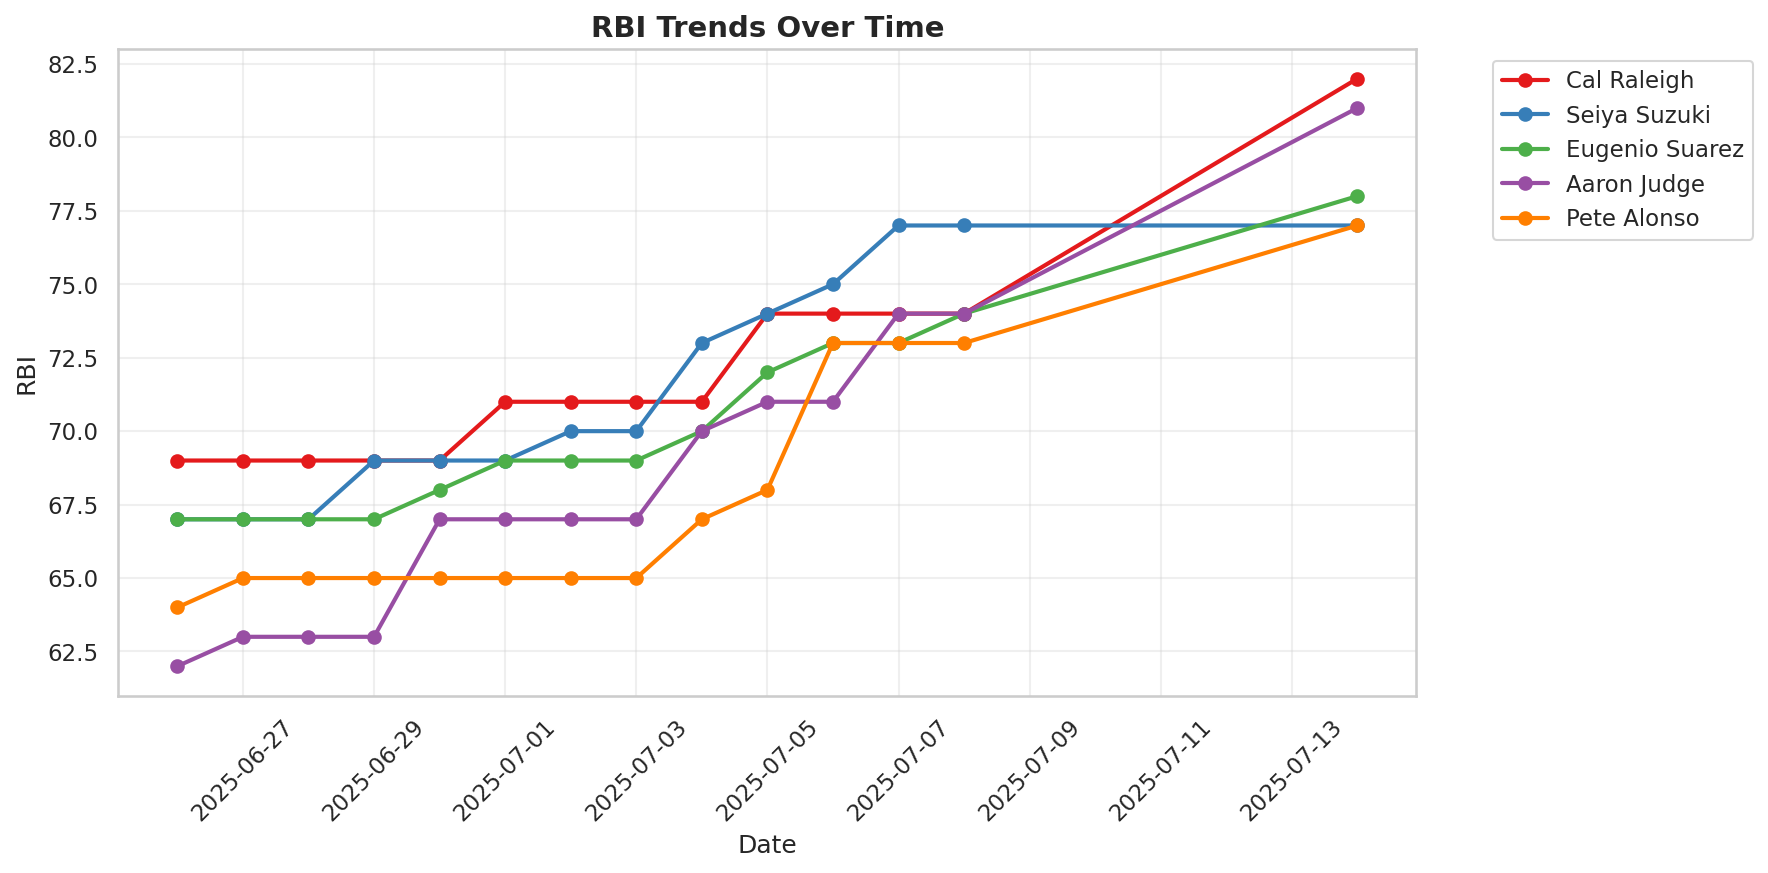 RBI Trends Over Time
82.5
80.0
77.5
75.0
72.5
70.0
67.5
65.0
62.5
RBI
2025-06-27
2025-06-29
2025-07-01
2025-07-03
2025-07-05
2025-07-07
2025-07-09
2025-07-11
2025-07-13
Date
Cal Raleigh
Seiya Suzuki
Eugenio Suarez
Aaron Judge
Pete Alonso